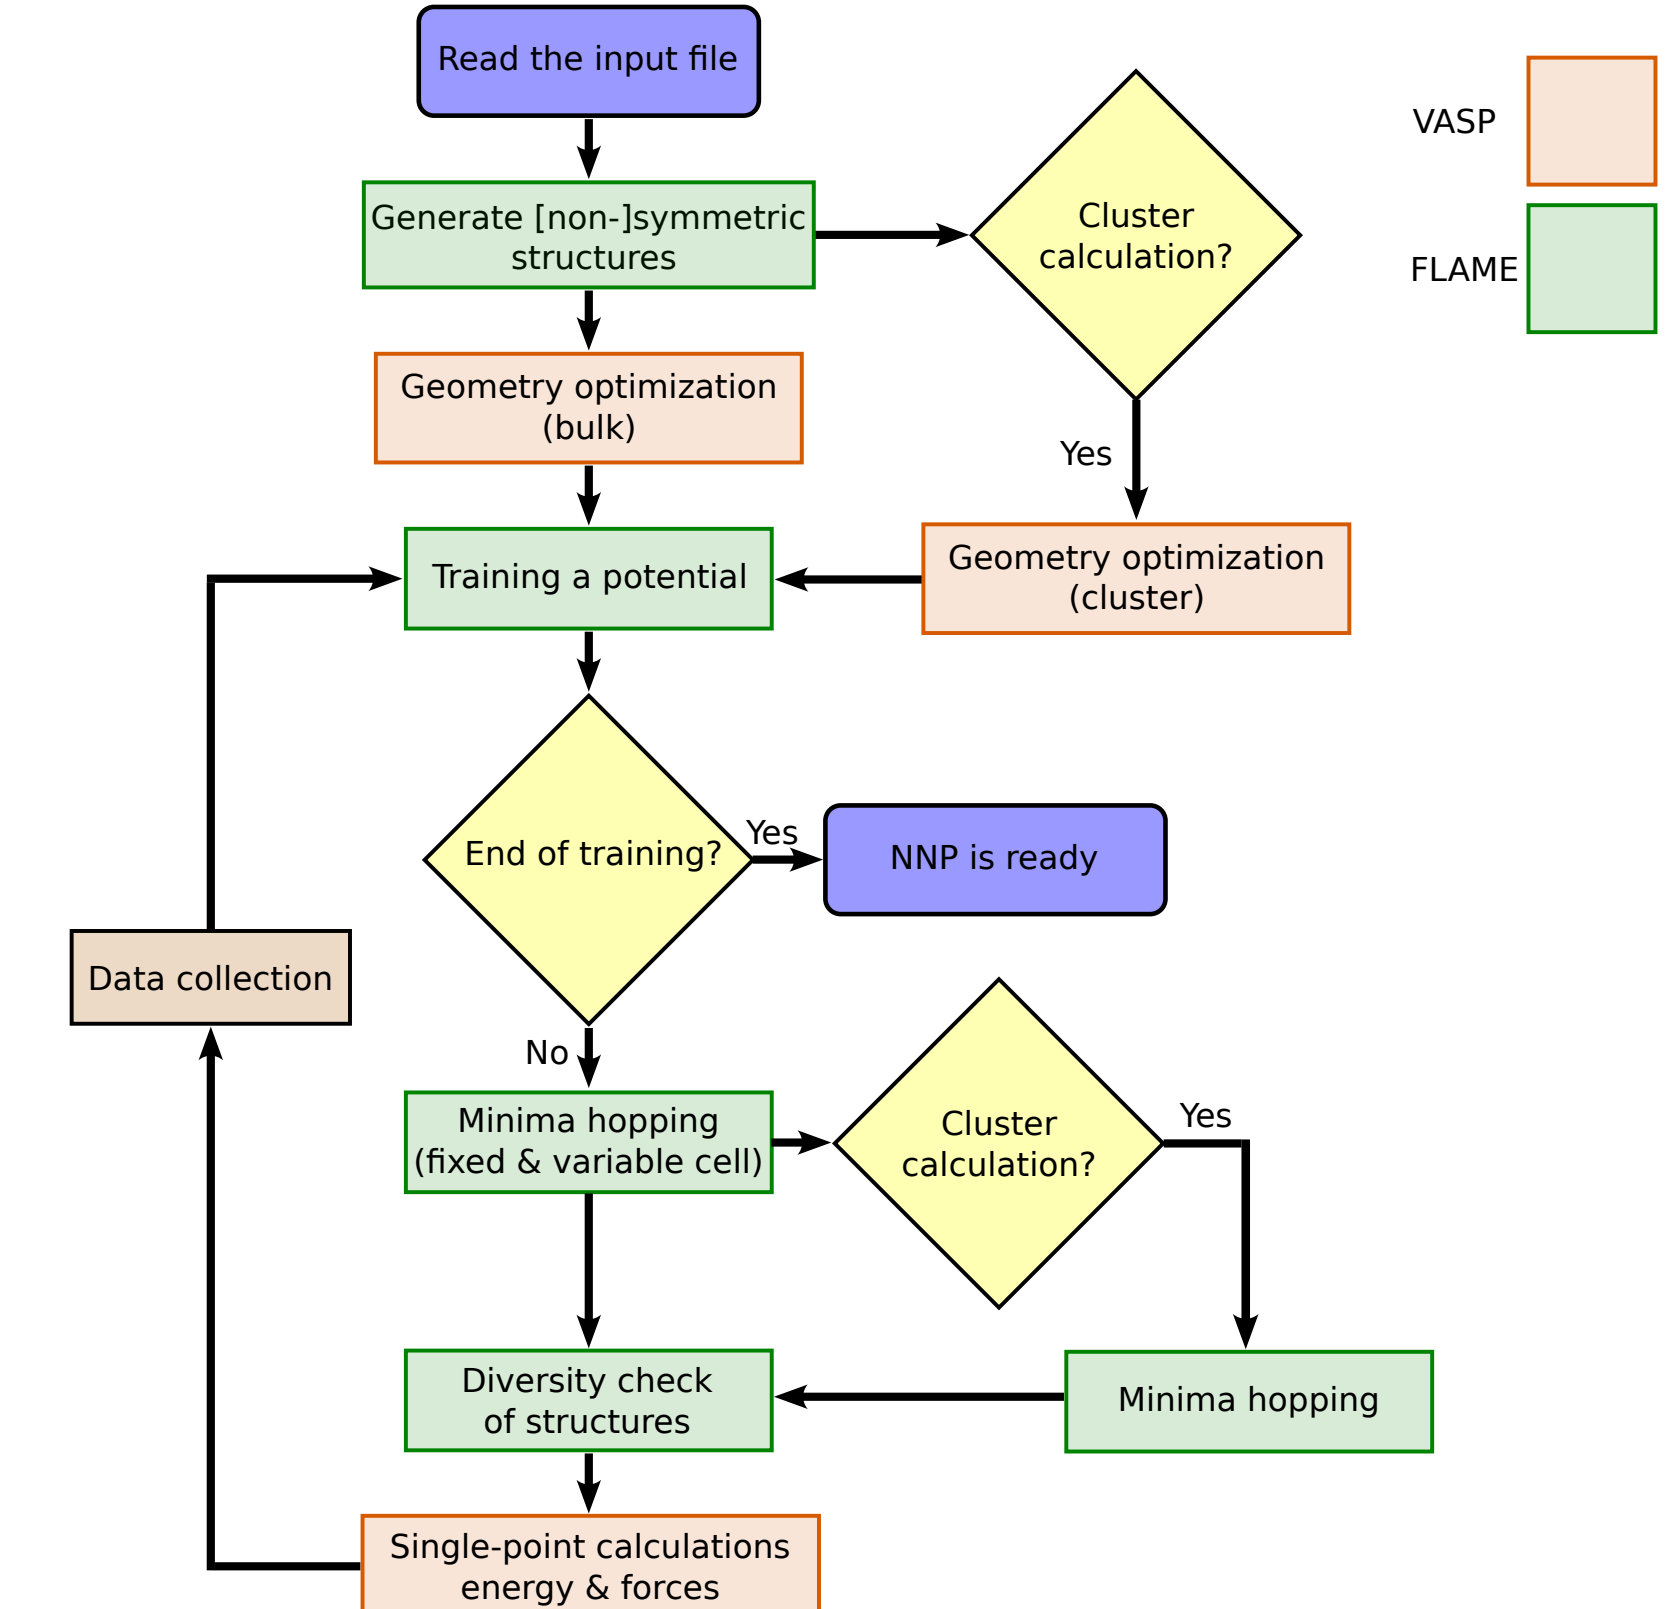 Read the input file
VASP
Generate [non-]symmetric
structures
Cluster
calculation?
FLAME
Geometry optimization
(bulk)
Yes
Training a potential
Geometry optimization
(cluster)
End of training?
Yes
NNP is ready
Data collection
No
Minima hopping
(fixed & variable cell)
Cluster
calculation?
Yes
Diversity check
of structures
Minima hopping
Single-point calculations
energy & forces